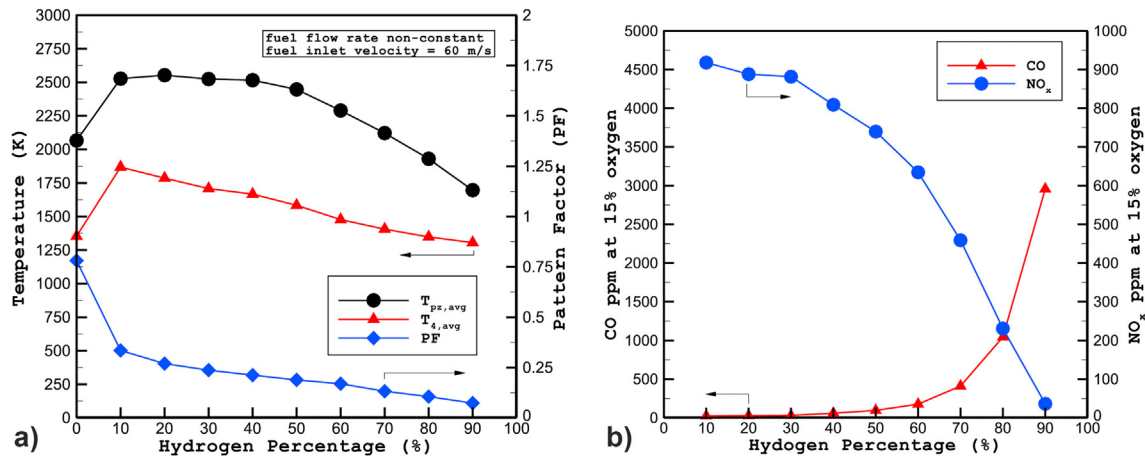 3000
2750
2500
2250
2000
1750
1500
1250
1000
750
500
250
0
Temperature (K)
fuel flow rate non-constant
fuel inlet velocity = 60 m/s
T_pz,avg
T_4,avg
PF
2
1.75
1.5
1.25
1
0.75
0.5
0.25
0
Pattern Factor (PF)
0 10 20 30 40 50 60 70 80 90 100
Hydrogen Percentage (%)
a)
5000
4500
4000
3500
3000
2500
2000
1500
1000
500
0
CO ppm at 15% oxygen
CO
NO_x
1000
900
800
700
600
500
400
300
200
100
0
NO_x ppm at 15% oxygen
10 20 30 40 50 60 70 80 90 100
Hydogen Percentage (%)
b)